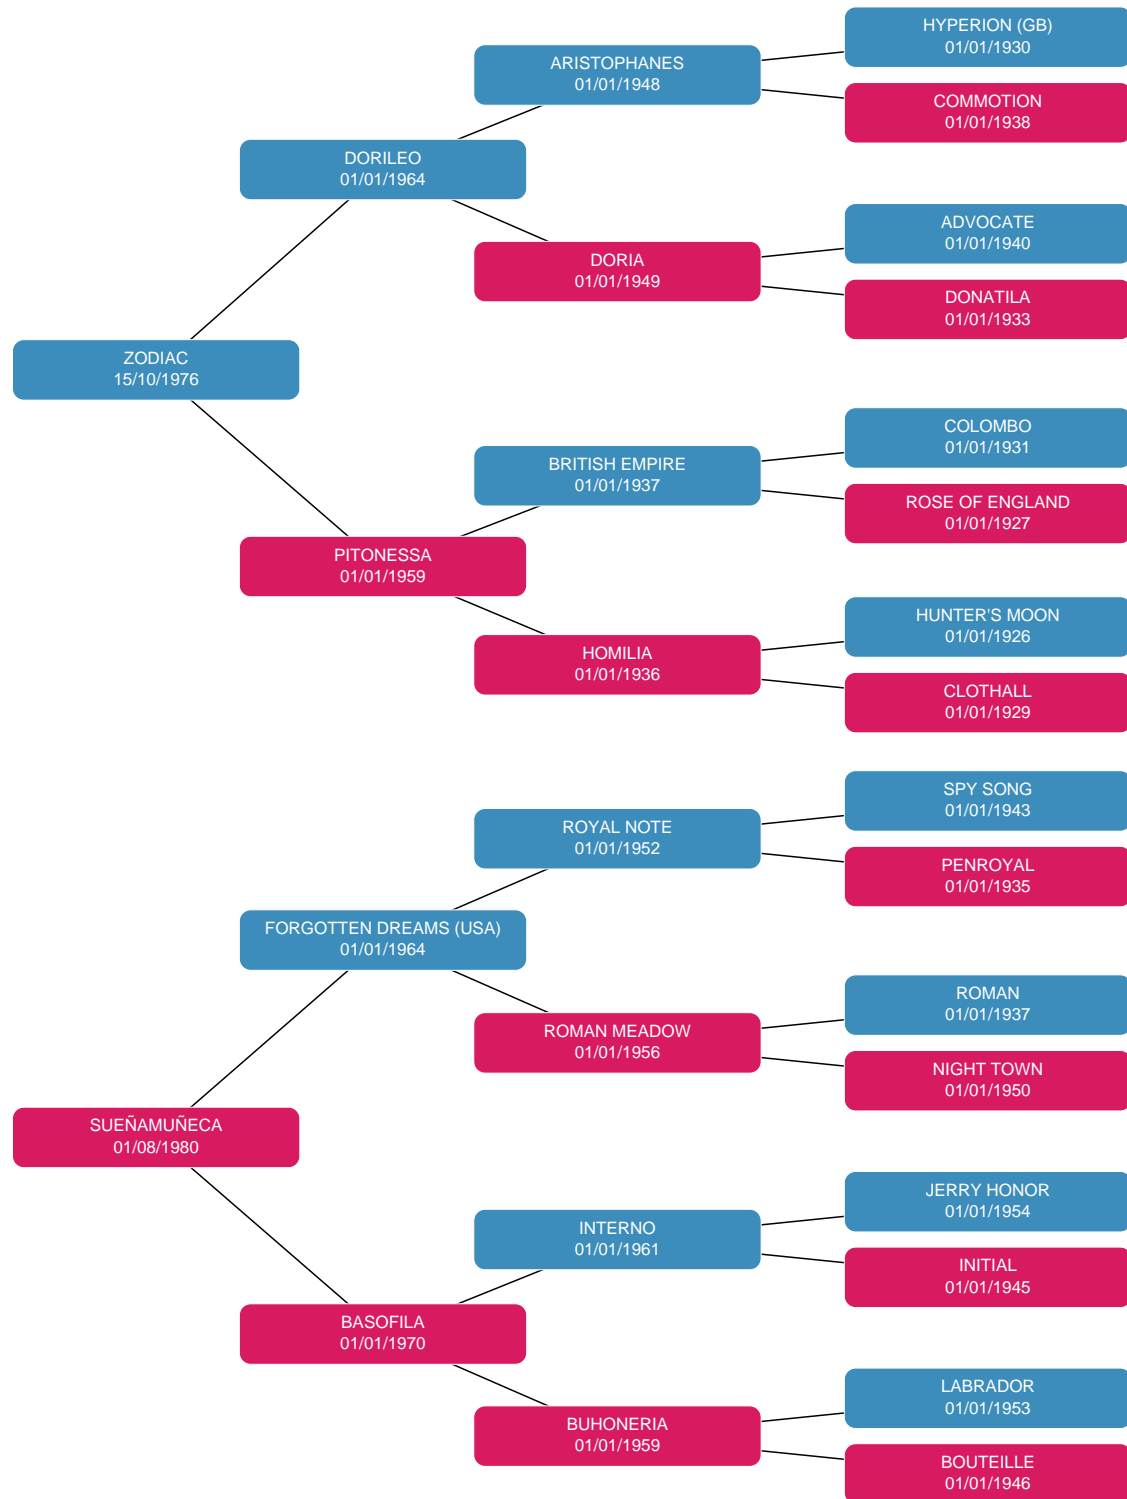 HYPERION (GB)
01/01/1930
ARISTOPHANES
01/01/1948
COMMOTION
01/01/1938
DORILEO
01/01/1964
ADVOCATE
01/01/1940
DORIA
01/01/1949
DONATILA
01/01/1933
ZODIAC
15/10/1976
COLOMBO
01/01/1931
BRITISH EMPIRE
01/01/1937
ROSE OF ENGLAND
01/01/1927
PITONESSA
01/01/1959
HUNTER'S MOON
01/01/1926
HOMILIA
01/01/1936
CLOTHALL
01/01/1929
SPY SONG
01/01/1943
ROYAL NOTE
01/01/1952
PENROYAL
01/01/1935
FORGOTTEN DREAMS (USA)
01/01/1964
ROMAN
01/01/1937
ROMAN MEADOW
01/01/1956
NIGHT TOWN
01/01/1950
SUEÑAMUÑECA
01/08/1980
JERRY HONOR
01/01/1954
INTERNO
01/01/1961
INITIAL
01/01/1945
BASOFILA
01/01/1970
LABRADOR
01/01/1953
BUHONERIA
01/01/1959
BOUTEILLE
01/01/1946